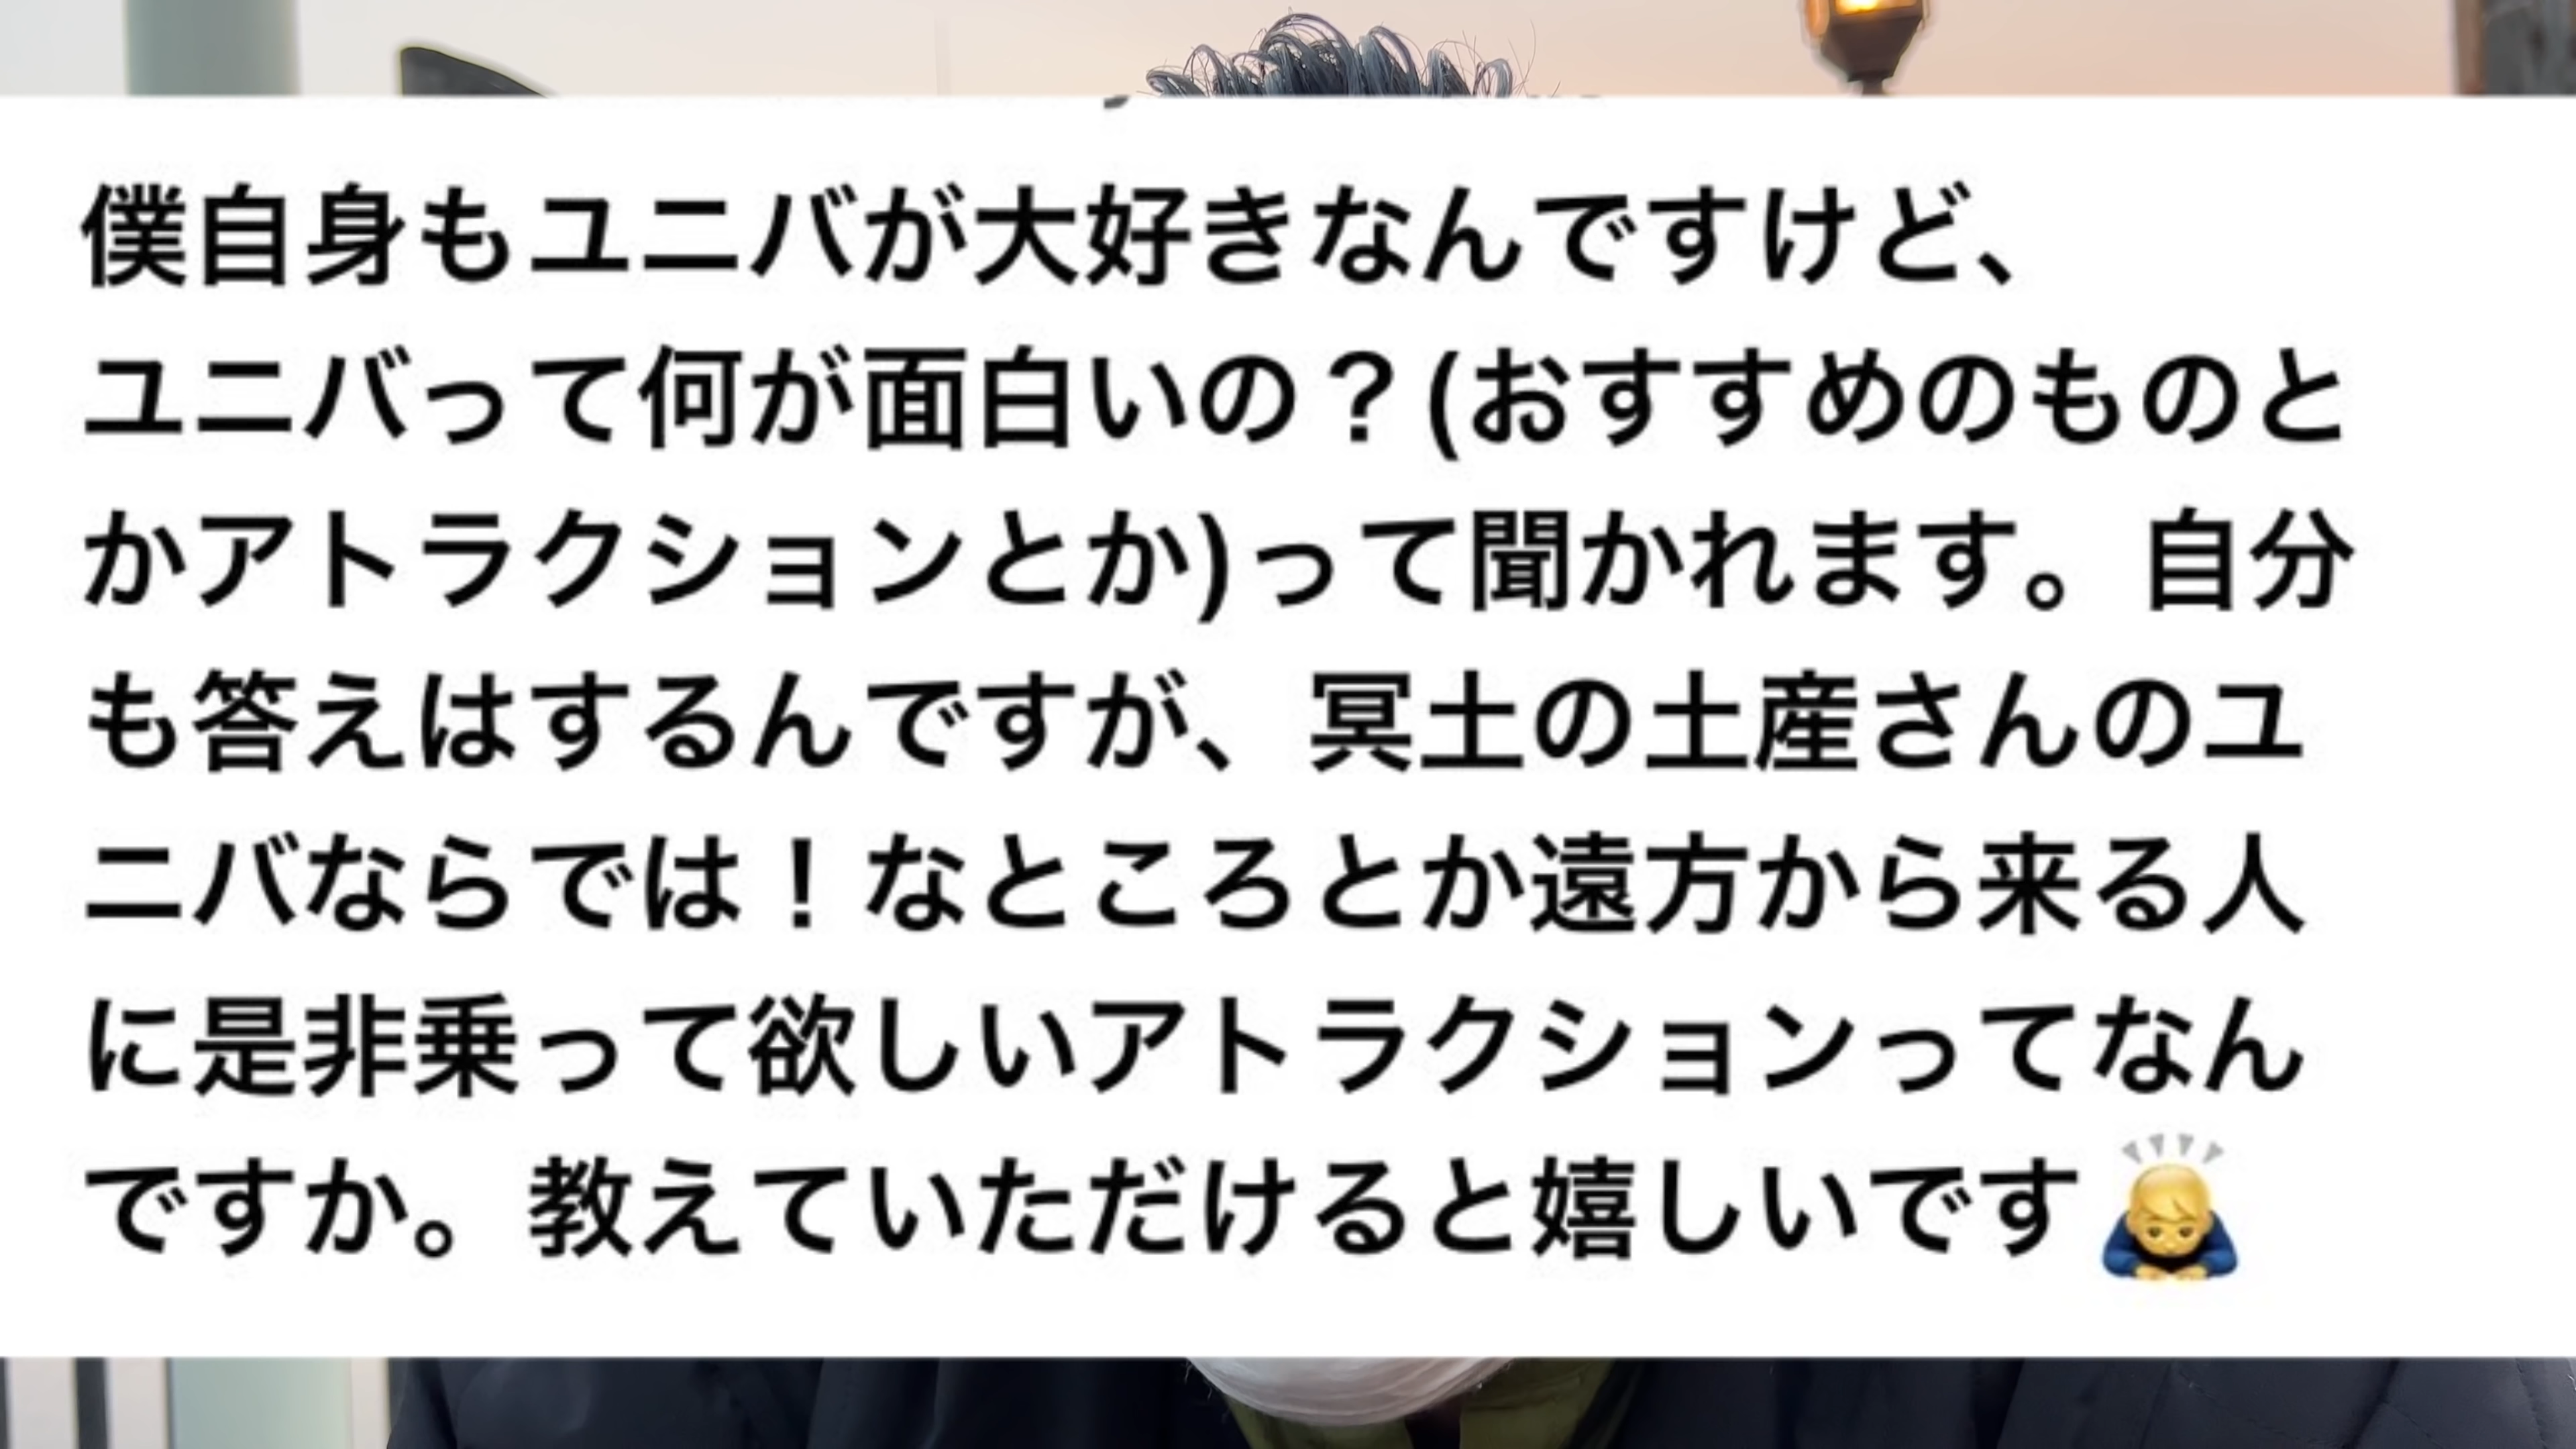 僕自身もユニバが大好きなんですけど、
ユニバって何が面白いの？(おすすめのものと
かアトラクションとか)って聞かれます。自分
も答えはするんですが、冥土の土産さんのユ
ニバならでは！なところとか遠方から来る人
に是非乗って欲しいアトラクションってなん
ですか。教えていただけると嬉しいです🙇